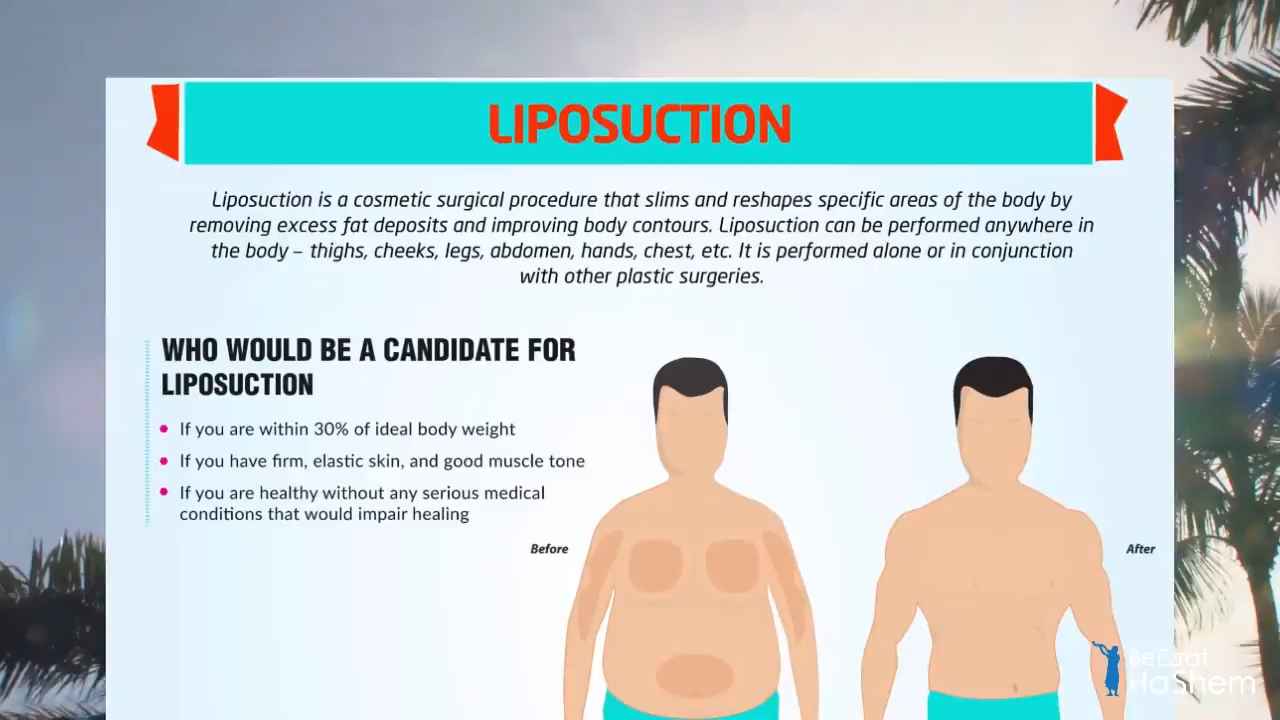 LIPOSUCTION
Liposuction is a cosmetic surgical procedure that slims and reshapes specific areas of the body by
removing excess fat deposits and improving body contours. Liposuction can be performed anywhere in
the body – thighs, cheeks, legs, abdomen, hands, chest, etc. It is performed alone or in conjunction
with other plastic surgeries.
WHO WOULD BE A CANDIDATE FOR
LIPOSUCTION
If you are within 30% of ideal body weight
If you have firm, elastic skin, and good muscle tone
If you are healthy without any serious medical
conditions that would impair healing
Before
After
HaShem